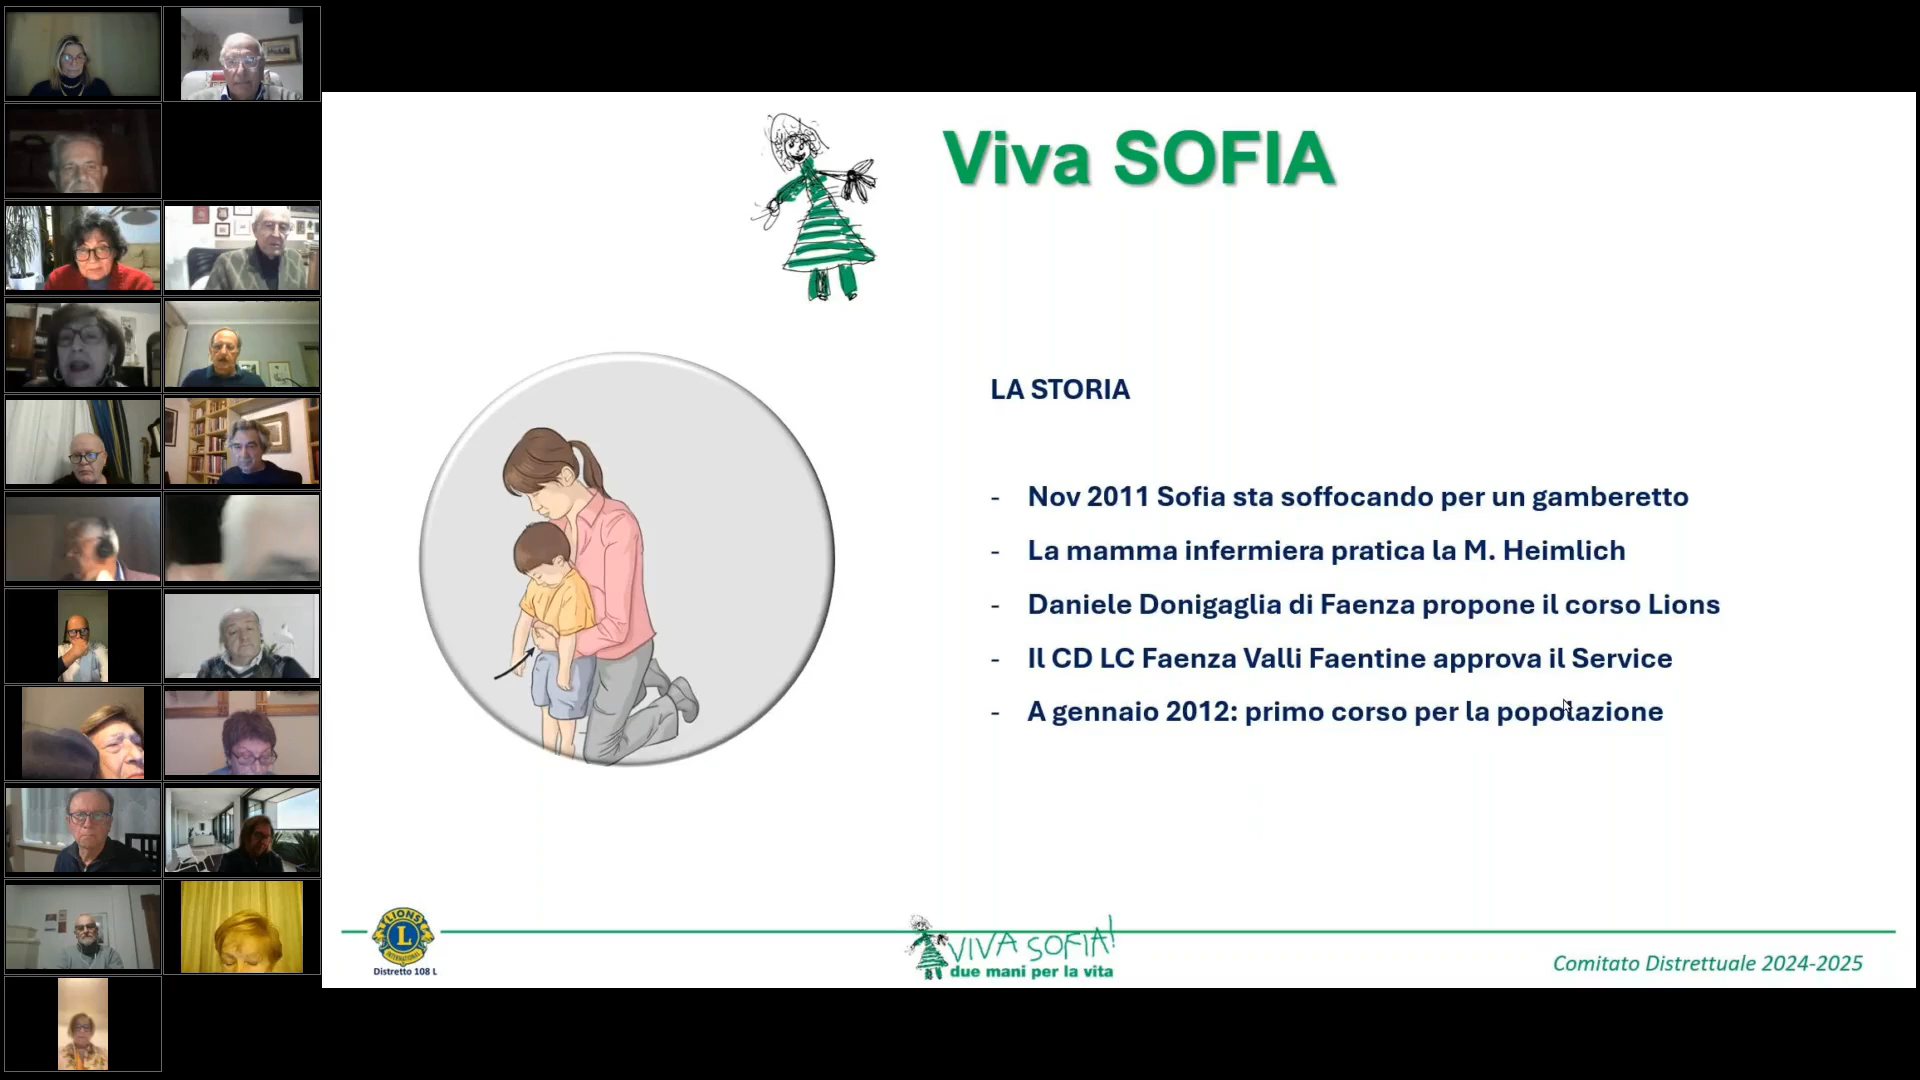 Viva SOFIA
LA STORIA
- Nov 2011 Sofia sta soffocando per un gamberetto
- La mamma infermiera pratica la M. Heimlich
- Daniele Donigaglia di Faenza propone il corso Lions
- Il CD LC Faenza Valli Faentine approva il Service
- A gennaio 2012: primo corso per la popolazione
LIONS
L
INTERNATIONAL
Distretto 108 L
VIVA SOFIA!
due mani per la vita
Comitato Distrettuale 2024-2025